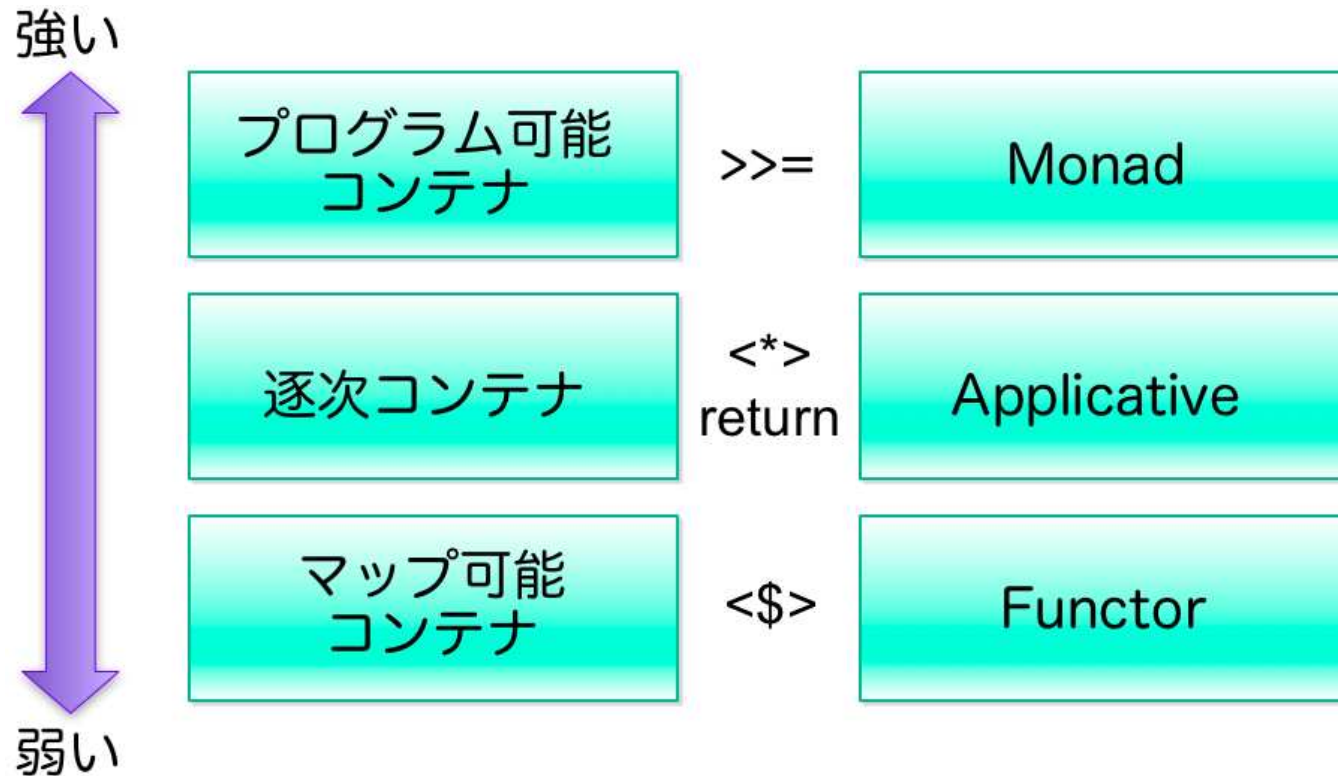 強い
プログラム可能
コンテナ
>>=
Monad
逐次コンテナ
<*>
return
Applicative
マップ可能
コンテナ
<$>
Functor
弱い